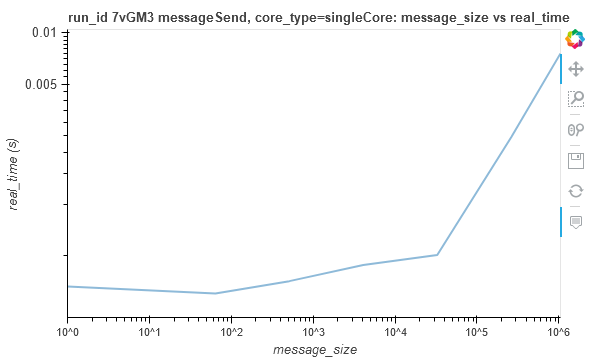 run_id 7vGM3 messageSend, core_type=singleCore: message_size vs real_time
0.01
0.005
real_time (s)
10^0 10^1 10^2 10^3 10^4 10^5 10^6
message_size